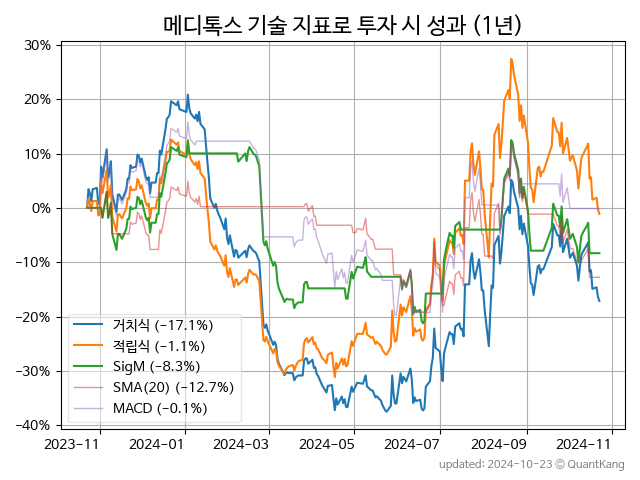 메디톡스 기술 지표로 투자 시 성과 (1년)
30%
20%
10%
0%
−10%
−20%
−30%
−40%
거치식 (−17.1%)
적립식 (−1.1%)
SigM (−8.3%)
SMA(20) (−12.7%)
MACD (−0.1%)
2023-11 2024-01 2024-03 2024-05 2024-07 2024-09 2024-11
updated: 2024-10-23 © QuantKang